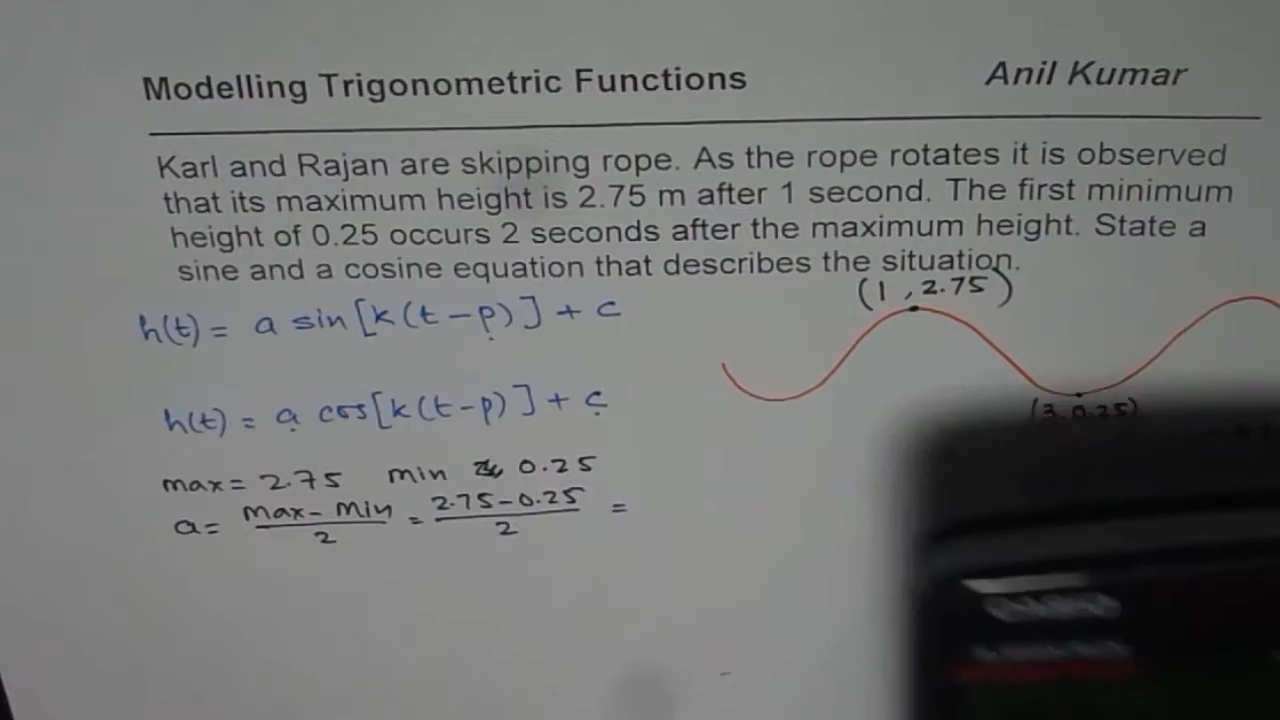 Modelling Trigonometric Functions Anil Kumar
Karl and Rajan are skipping rope. As the rope rotates it is observed
that its maximum height is 2.75 m after 1 second. The first minimum
height of 0.25 occurs 2 seconds after the maximum height. State a
sine and a cosine equation that describes the situation.
(1, 2.75)
h(t) = a sin[k(t-p)] + c
h(t) = a cos[k(t-p)] + c
(3, 0.25)
max = 2.75 min 0.25
a = max - min / 2 = 2.75 - 0.25 / 2 =